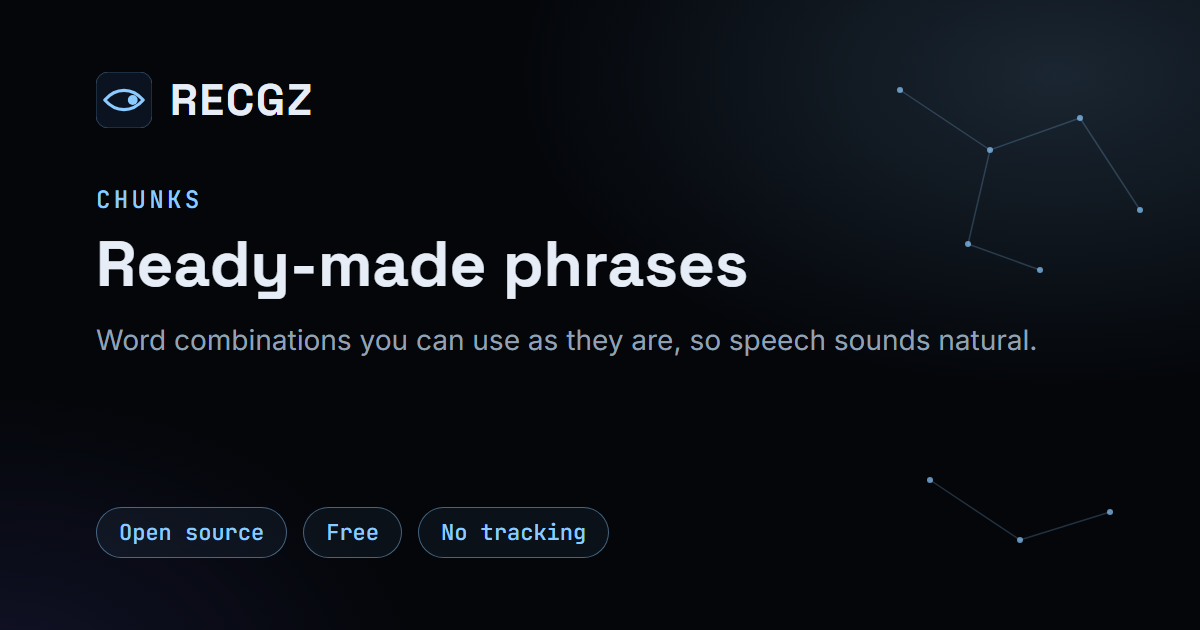 RECGZ
CHUNKS
Ready-made phrases
Word combinations you can use as they are, so speech sounds natural.
Open source
Free
No tracking